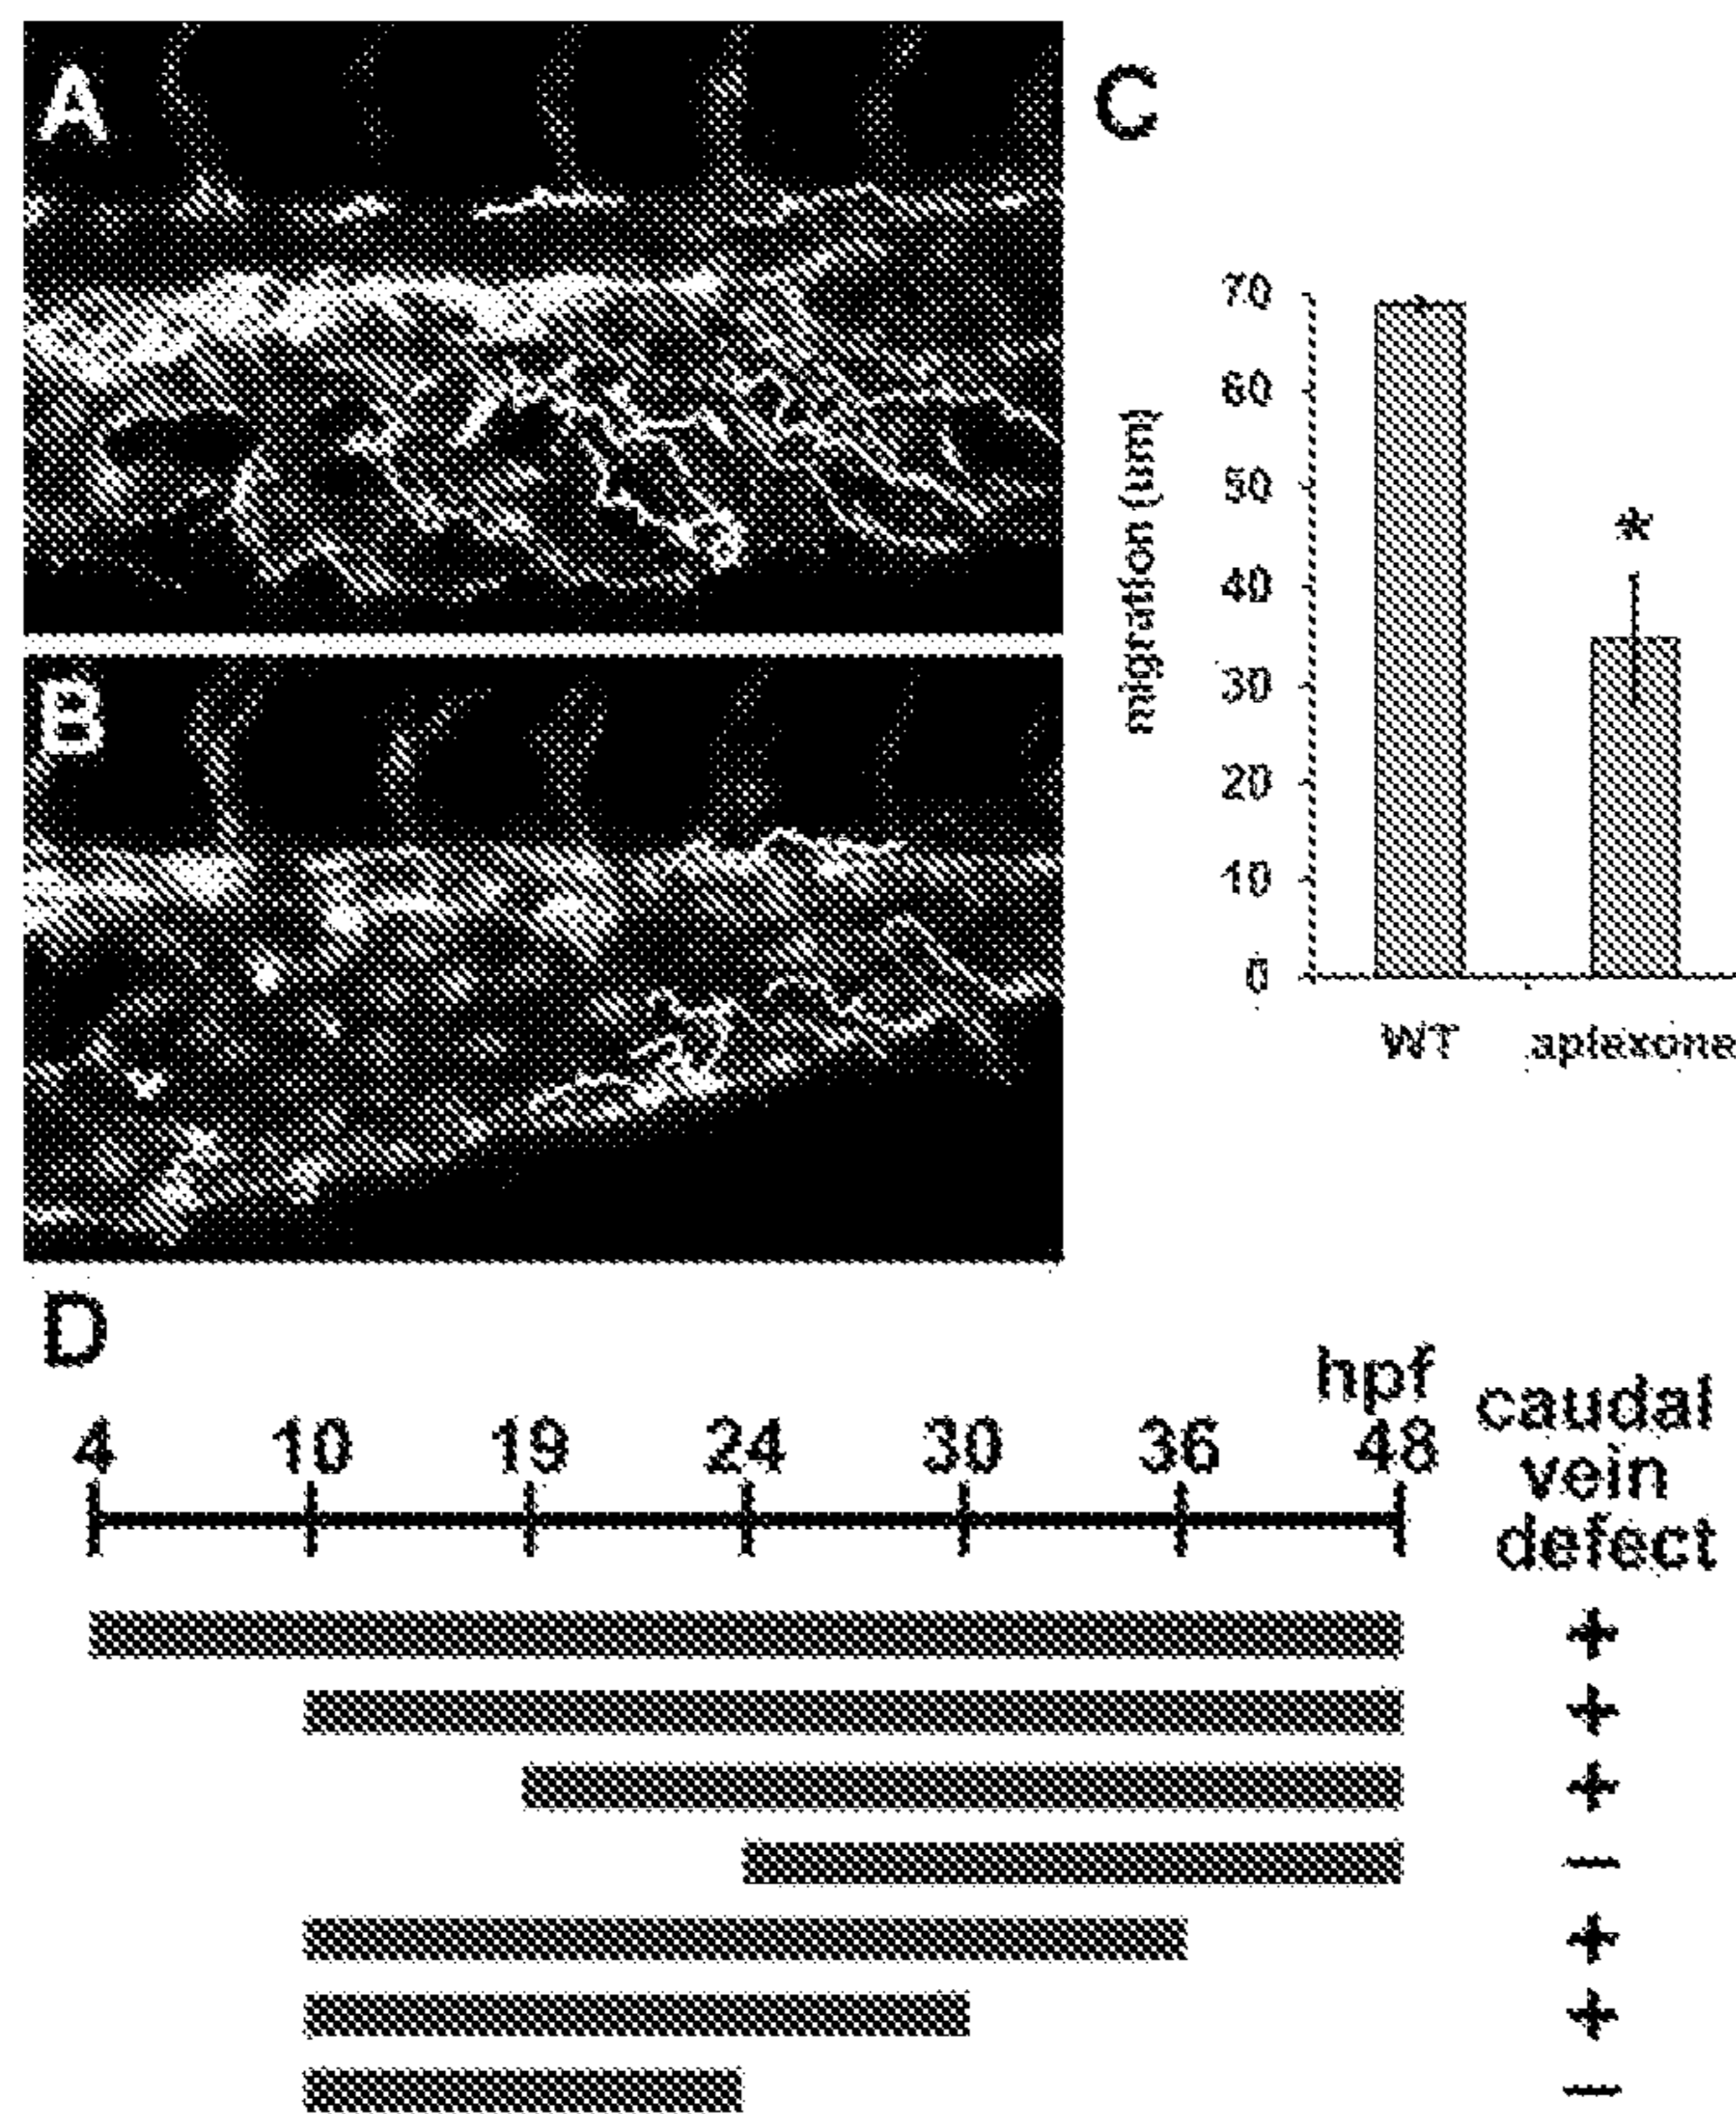 A
B
C
70
60
50
40
30
20
10
0
migration (um)
*
WT aplexone
D
hpf
4 10 19 24 30 36 48
caudal
vein
defect
+
+
+
–
+
+
–